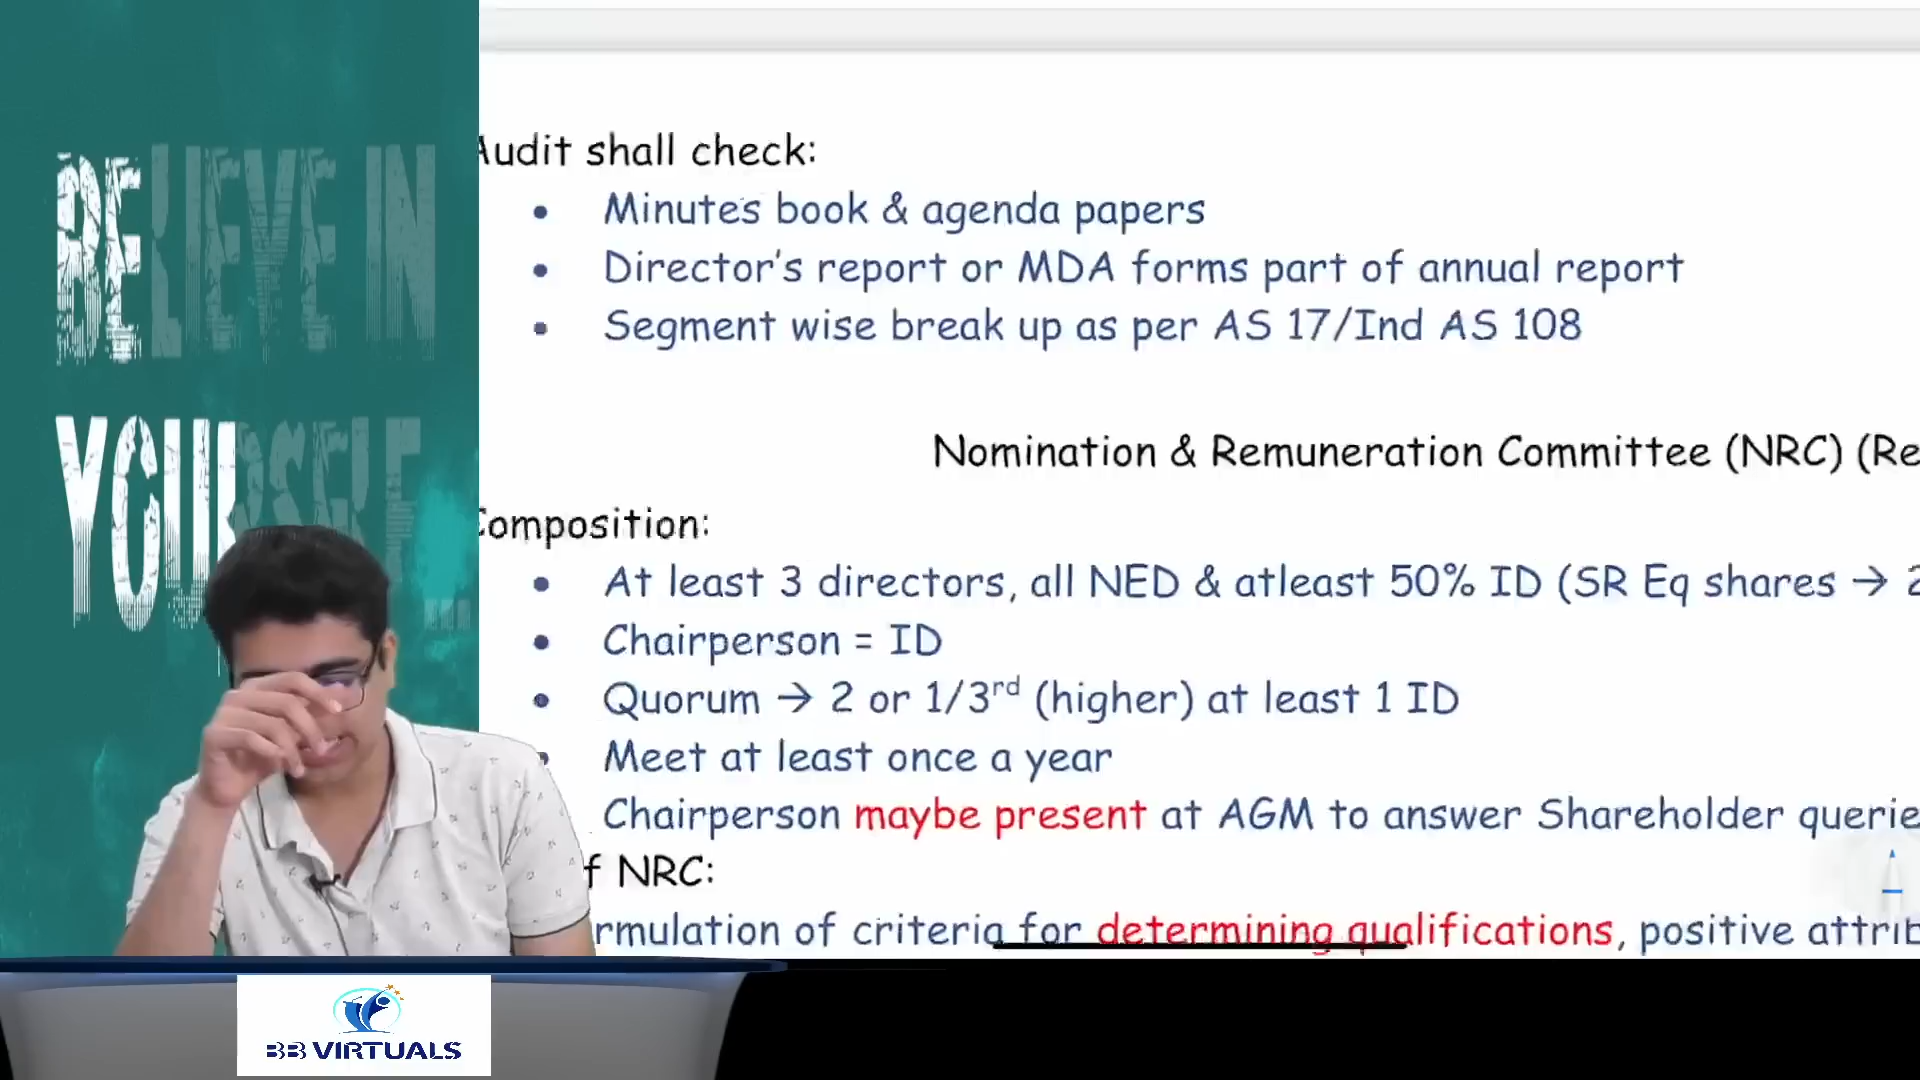 BELIEVE IN
YOURSELF...
Audit shall check:
• Minutes book & agenda papers
• Director's report or MDA forms part of annual report
• Segment wise break up as per AS 17/Ind AS 108
Nomination & Remuneration Committee (NRC) (Re
Composition:
• At least 3 directors, all NED & atleast 50% ID (SR Eq shares → 2
• Chairperson = ID
• Quorum → 2 or 1/3rd (higher) at least 1 ID
• Meet at least once a year
Chairperson maybe present at AGM to answer Shareholder querie
f NRC:
rmulation of criteria for determining qualifications, positive attrib
BB VIRTUALS